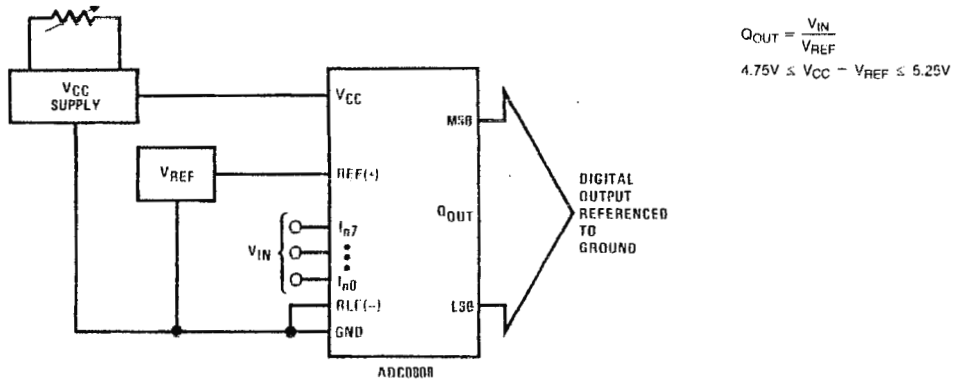 VCC
SUPPLY
VREF
VIN
VCC
REF(+)
In7
In0
REF(−)
GND
MSB
QOUT
LSB
ADC0808
DIGITAL
OUTPUT
REFERENCED
TO
GROUND
QOUT = VIN
VREF
4.75V ≤ VCC = VREF ≤ 5.25V